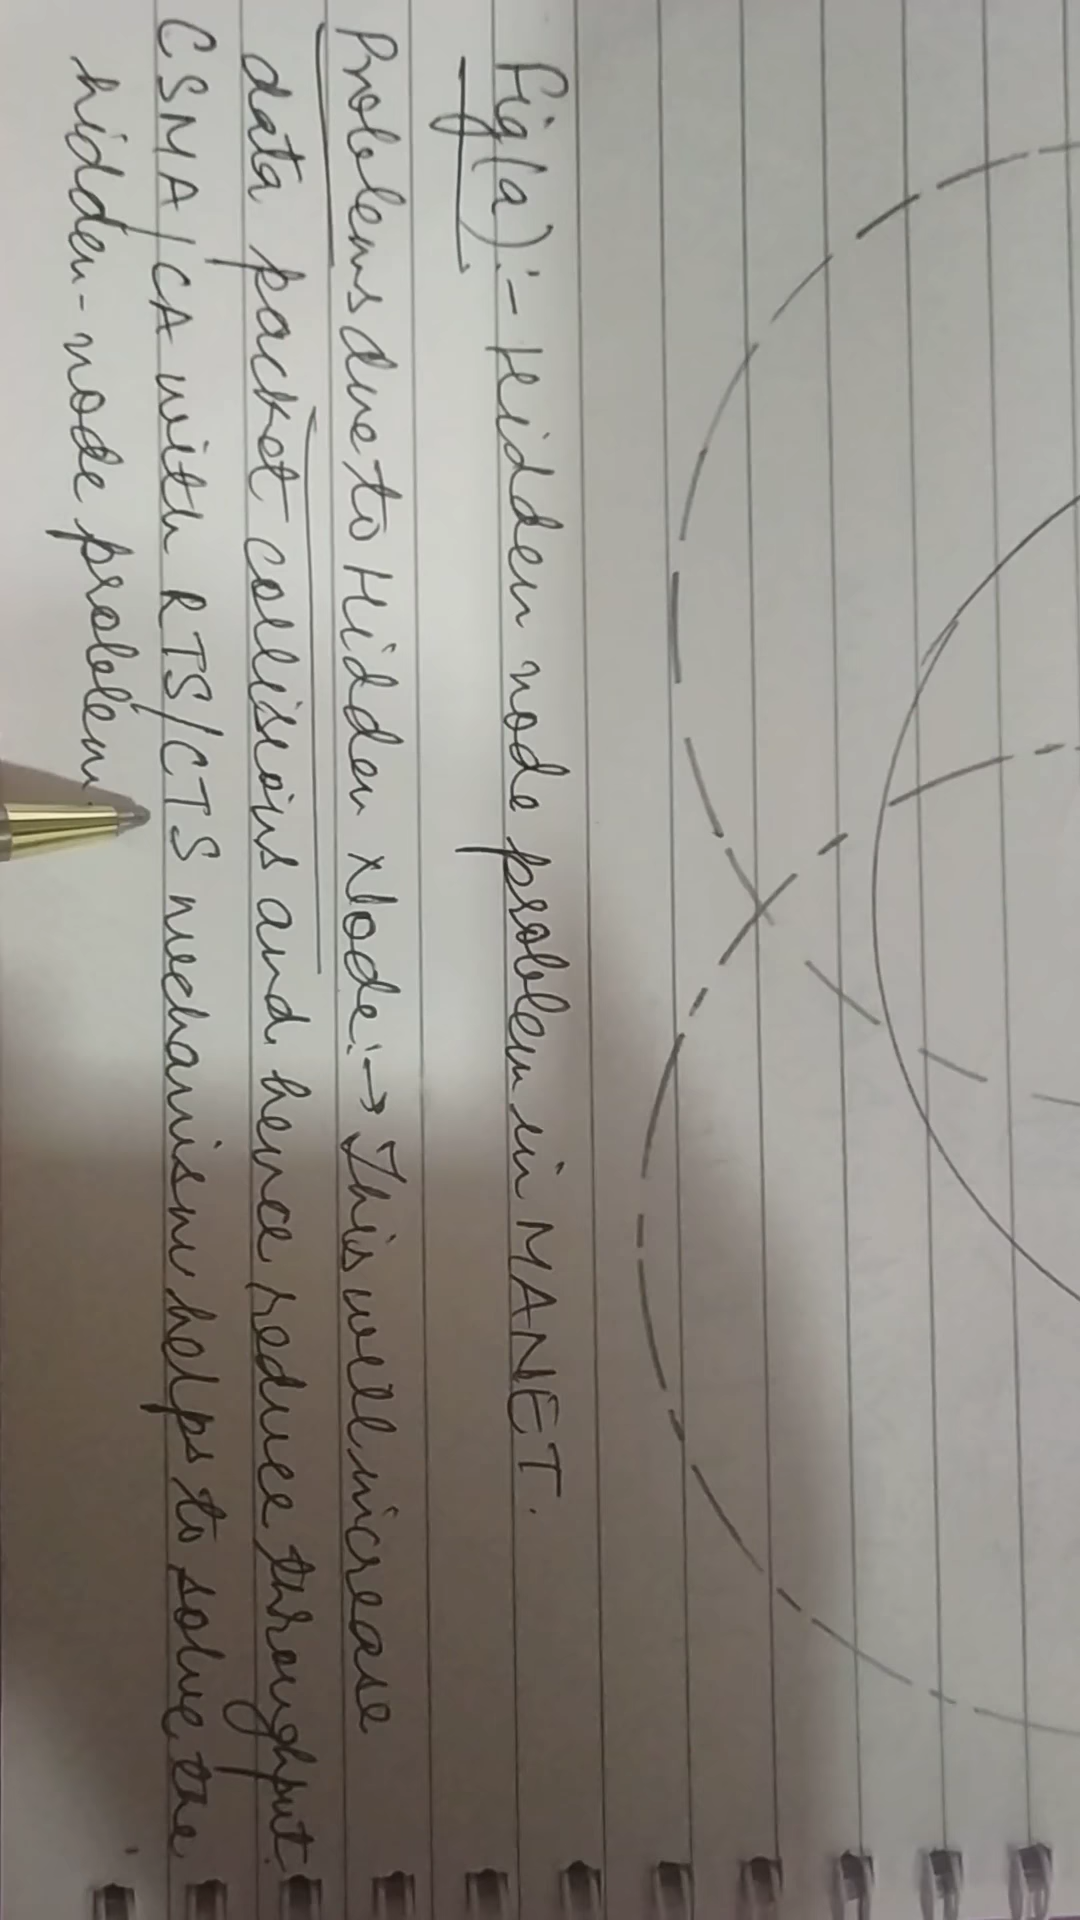 Fig(a):- Hidden node problem in MANET.
Problems due to Hidden Node:→ This will increase
data packet collisions and hence reduce throughput.
CSMA/CA with RTS/CTS mechanism helps to solve the
hidden-node problem.